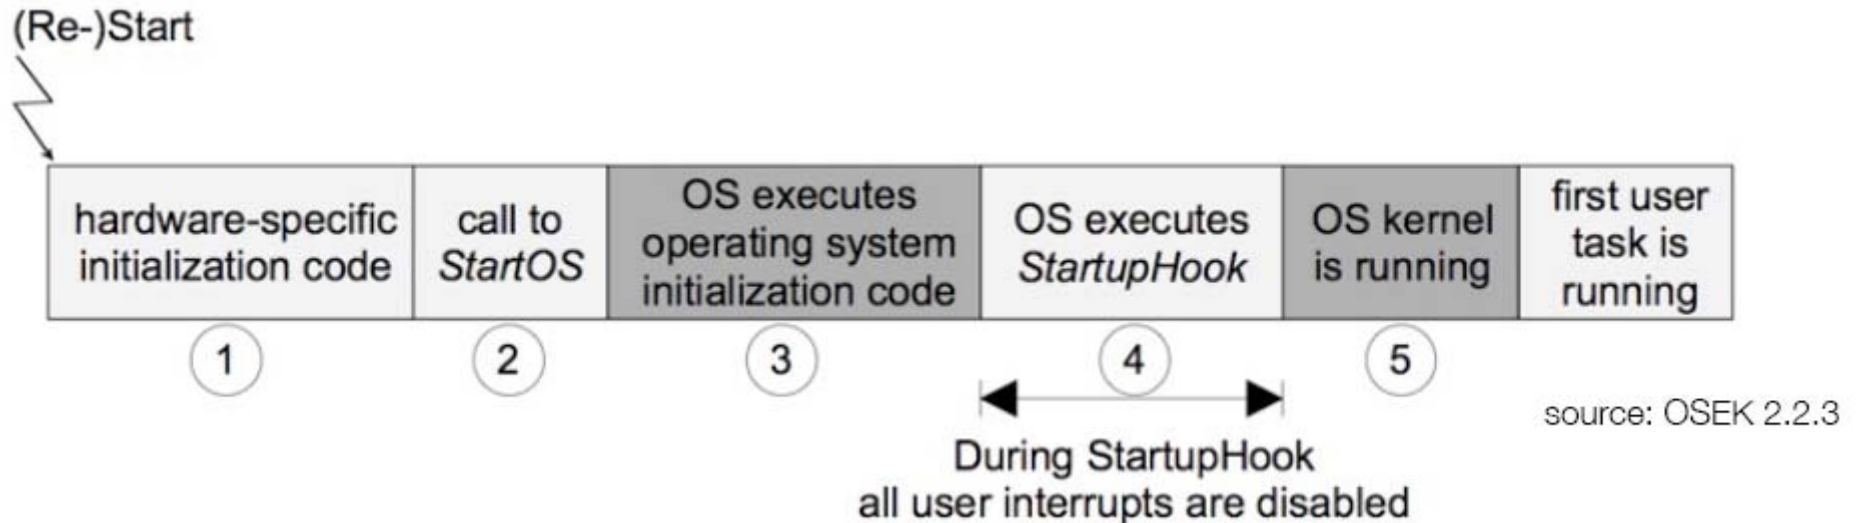 (Re-)Start
hardware-specific
initialization code
call to
StartOS
OS executes
operating system
initialization code
OS executes
StartupHook
OS kernel
is running
first user
task is
running
1
2
3
4
5
source: OSEK 2.2.3
During StartupHook
all user interrupts are disabled